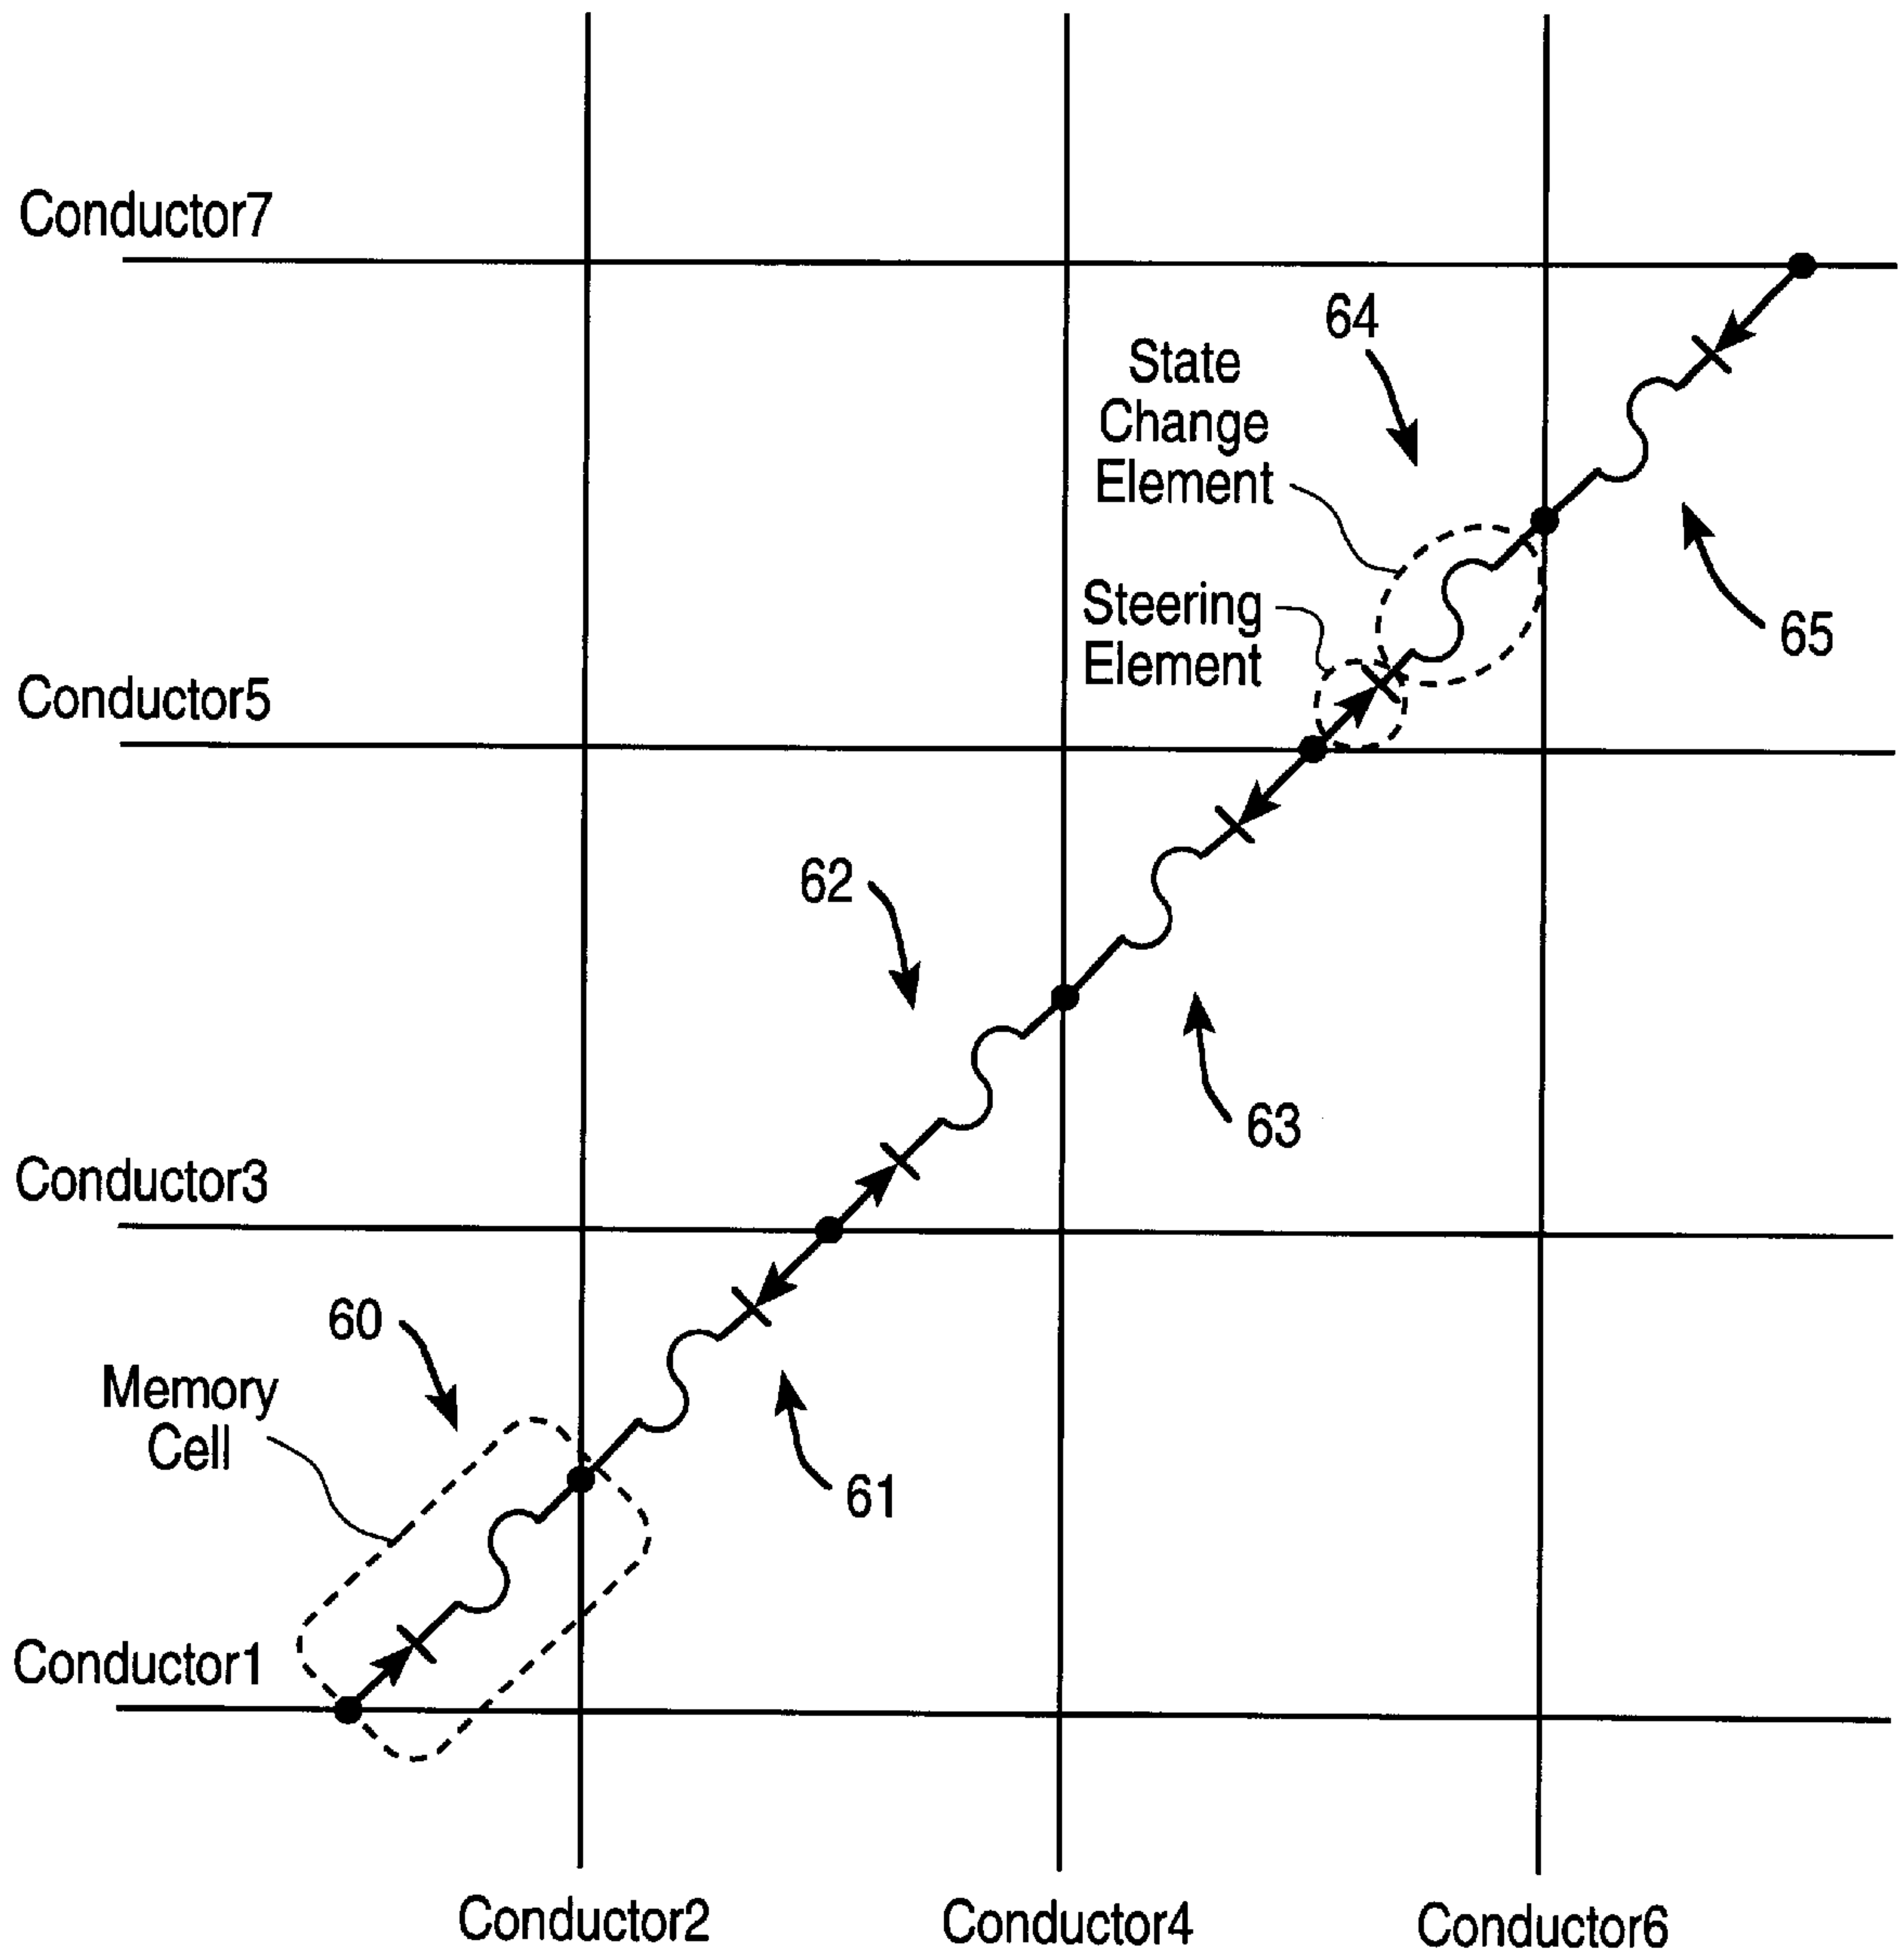 Conductor7
64
State
Change
Element
Steering
Element
65
Conductor5
62
63
Conductor3
60
Memory
Cell
61
Conductor1
Conductor2
Conductor4
Conductor6